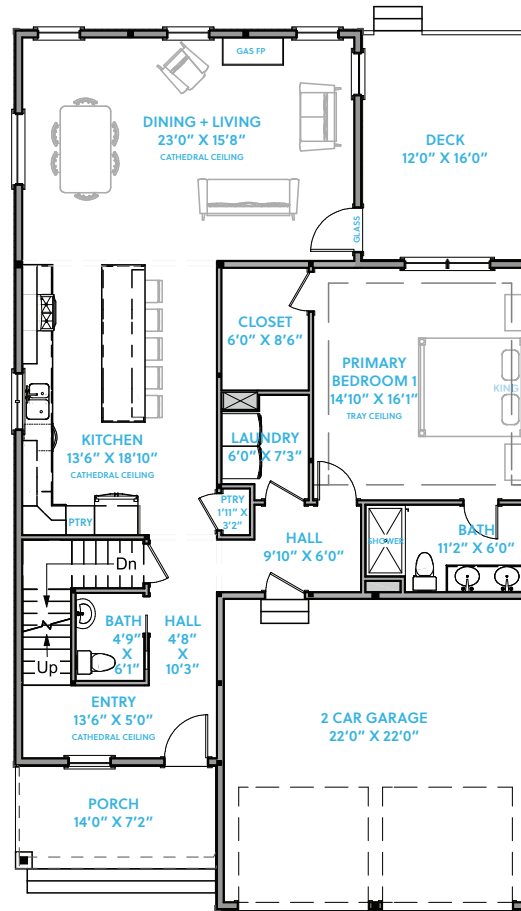 GAS FP
DINING + LIVING
23'0" X 15'8"
CATHEDRAL CEILING
DECK
12'0" X 16'0"
GLASS
CLOSET
6'0" X 8'6"
PRIMARY
BEDROOM 1
14'10" X 16'1"
TRAY CEILING
KING
KITCHEN
13'6" X 18'10"
CATHEDRAL CEILING
LAUNDRY
6'0" X 7'3"
PTRY
1'11" X
3'2"
PTRY
HALL
9'10" X 6'0"
SHOWER
BATH
11'2" X 6'0"
Dn
Up
BATH
4'9"
X
6'1"
HALL
4'8"
X
10'3"
ENTRY
13'6" X 5'0"
CATHEDRAL CEILING
2 CAR GARAGE
22'0" X 22'0"
PORCH
14'0" X 7'2"